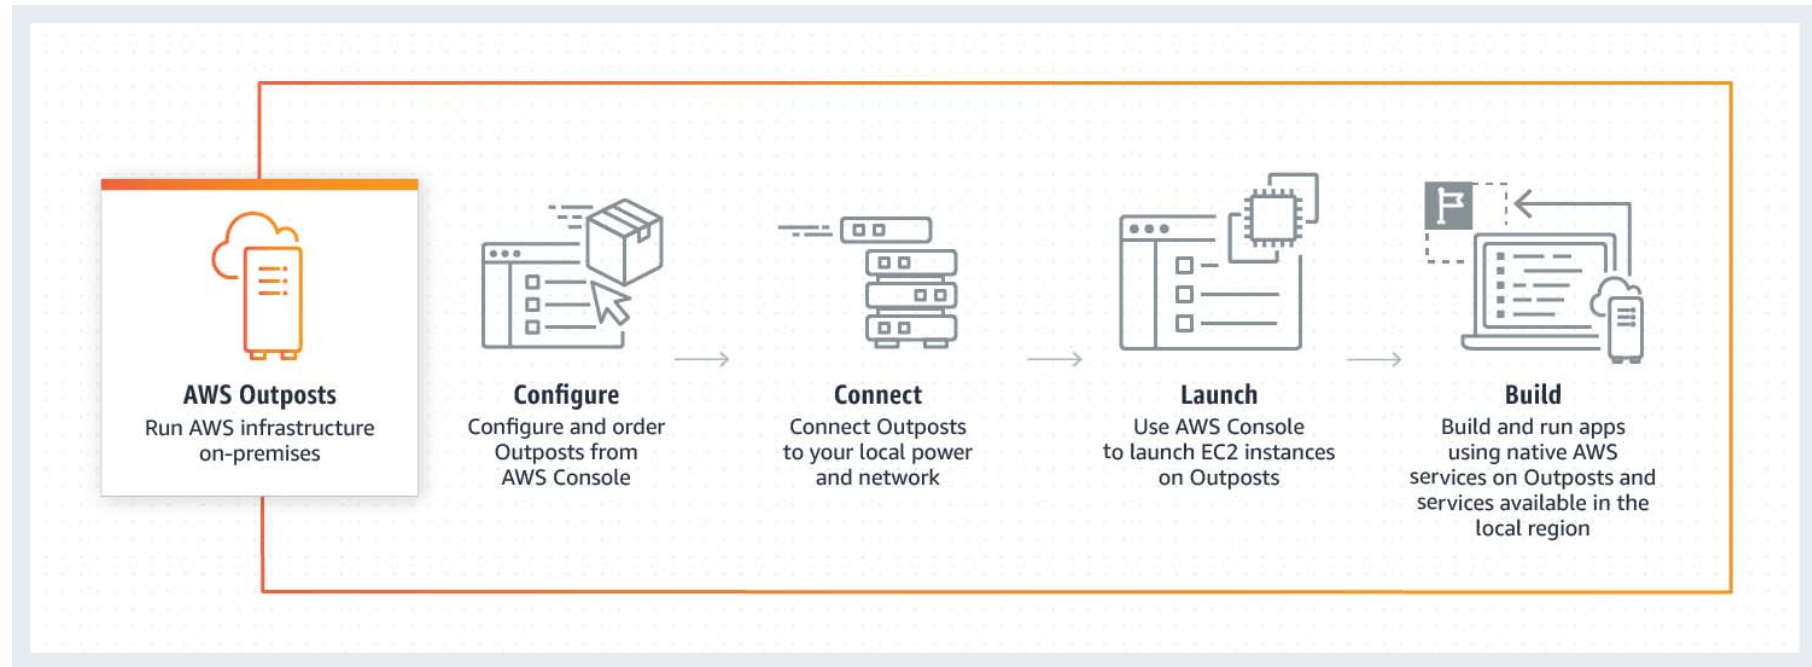 AWS Outposts
Run AWS infrastructure
on-premises
Configure
Configure and order
Outposts from
AWS Console
Connect
Connect Outposts
to your local power
and network
Launch
Use AWS Console
to launch EC2 instances
on Outposts
Build
Build and run apps
using native AWS
services on Outposts and
services available in the
local region